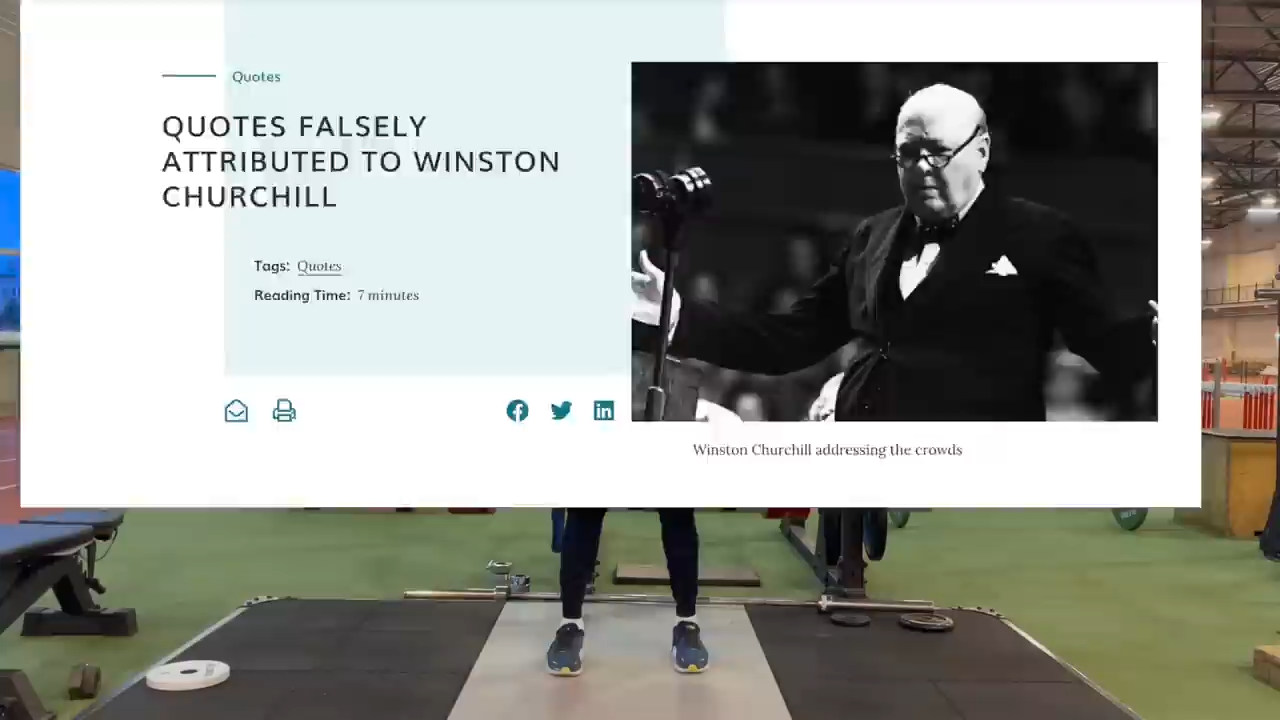 Quotes
QUOTES FALSELY
ATTRIBUTED TO WINSTON
CHURCHILL
Tags: Quotes
Reading Time: 7 minutes
Winston Churchill addressing the crowds